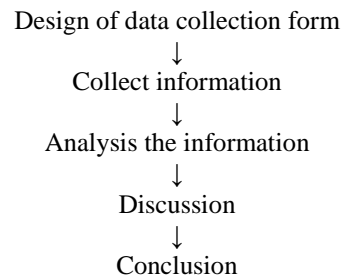 Design of data collection form
↓
Collect information
↓
Analysis the information
↓
Discussion
↓
Conclusion